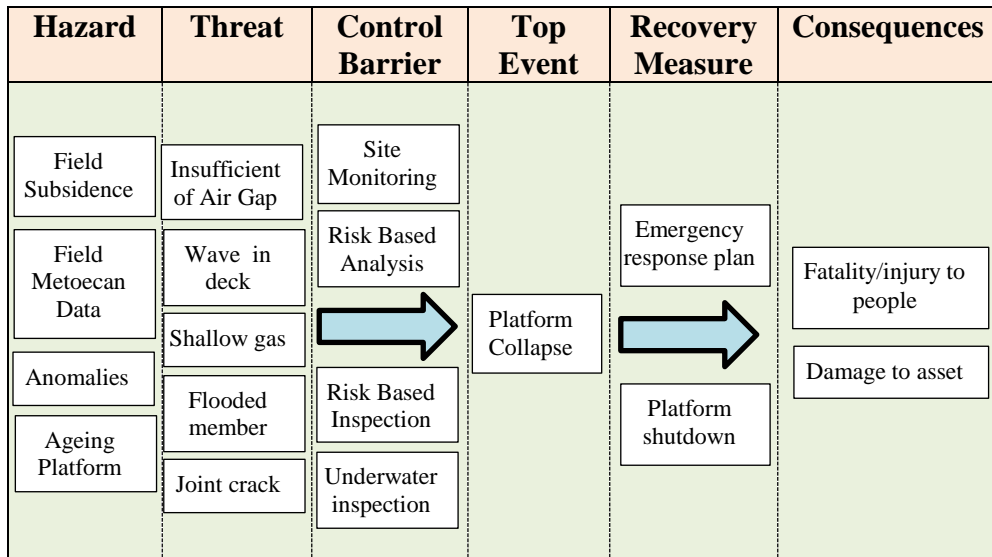 Hazard
Threat
Control
Barrier
Top
Event
Recovery
Measure
Consequences
Field
Subsidence
Field
Metoecan
Data
Anomalies
Ageing
Platform
Insufficient
of Air Gap
Wave in
deck
Shallow gas
Flooded
member
Joint crack
Site
Monitoring
Risk Based
Analysis
Risk Based
Inspection
Underwater
inspection
Platform
Collapse
Emergency
response plan
Platform
shutdown
Fatality/injury to
people
Damage to asset